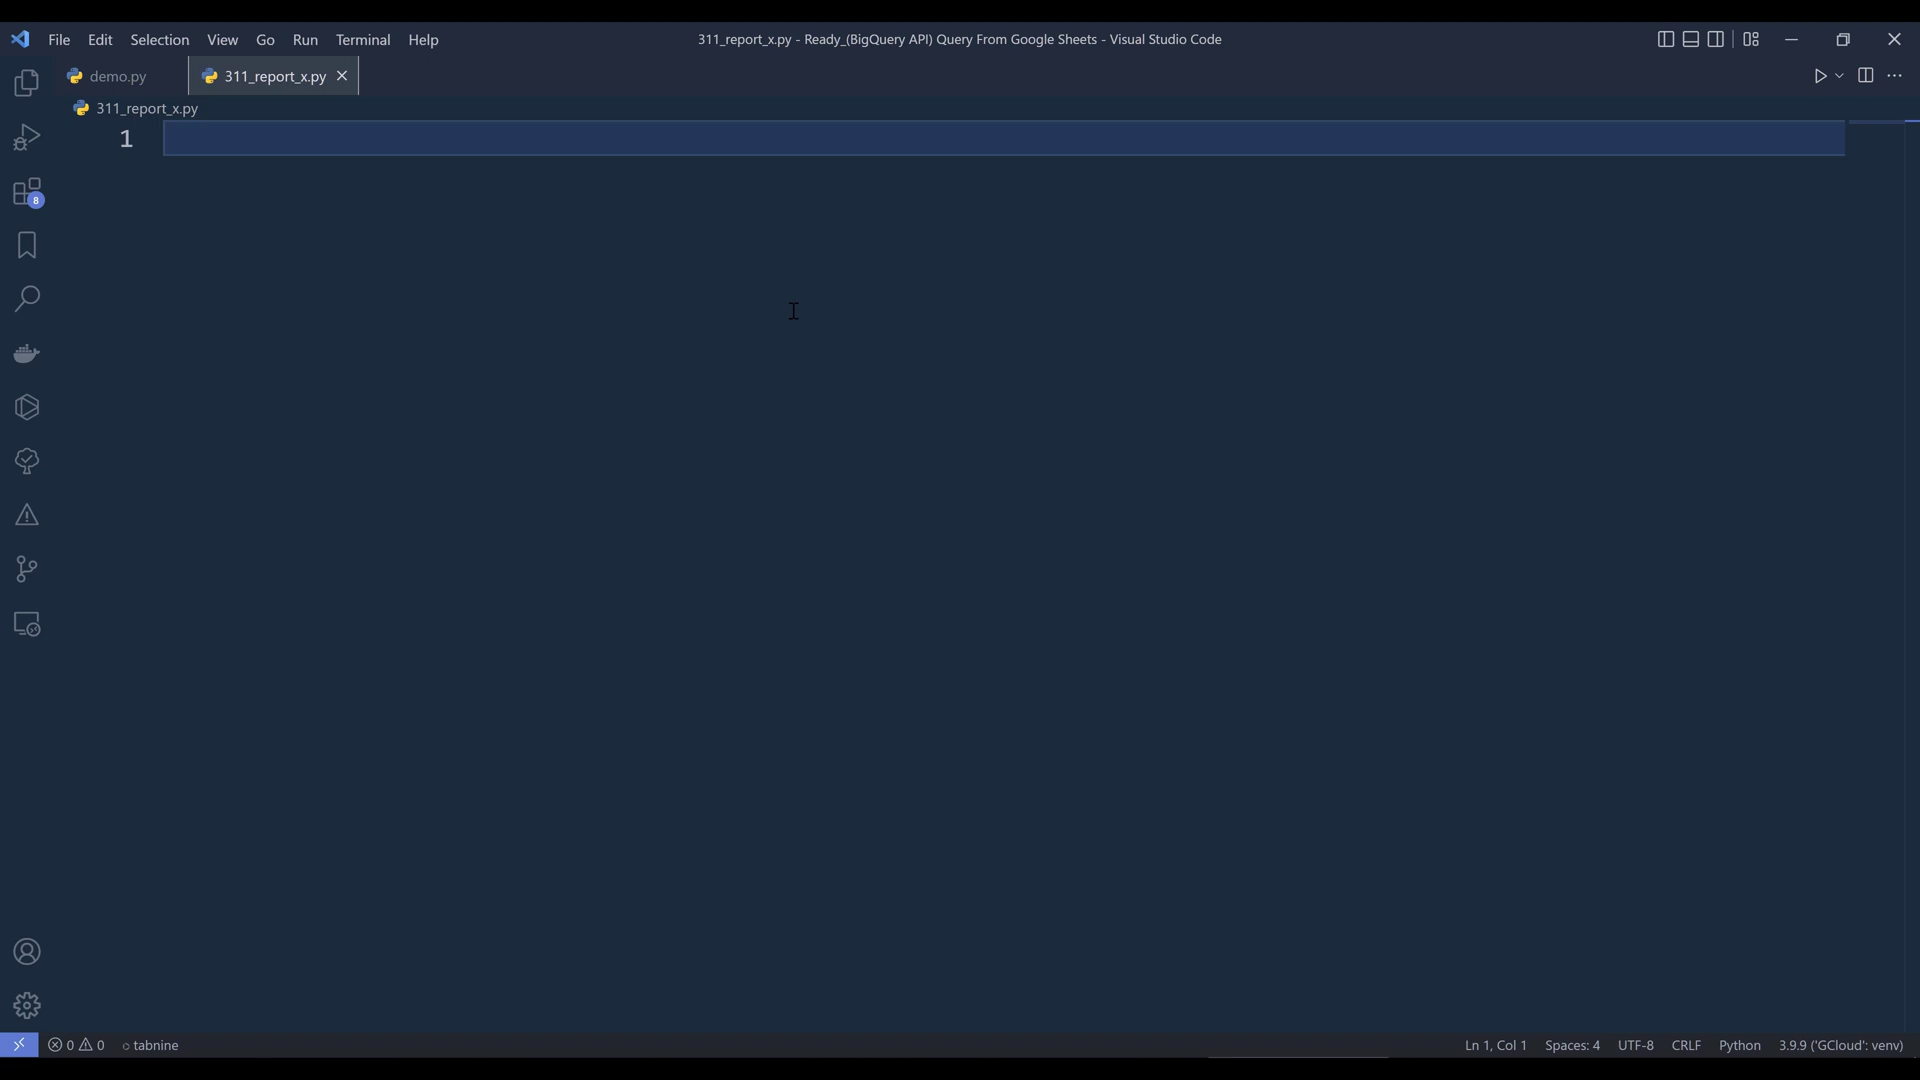 File Edit Selection View Go Run Terminal Help
311_report_x.py - Ready_(BigQuery API) Query From Google Sheets - Visual Studio Code
demo.py
311_report_x.py
311_report_x.py
1
8
0 0 tabnine
Ln 1, Col 1 Spaces: 4 UTF-8 CRLF Python 3.9.9 ('GCloud': venv)